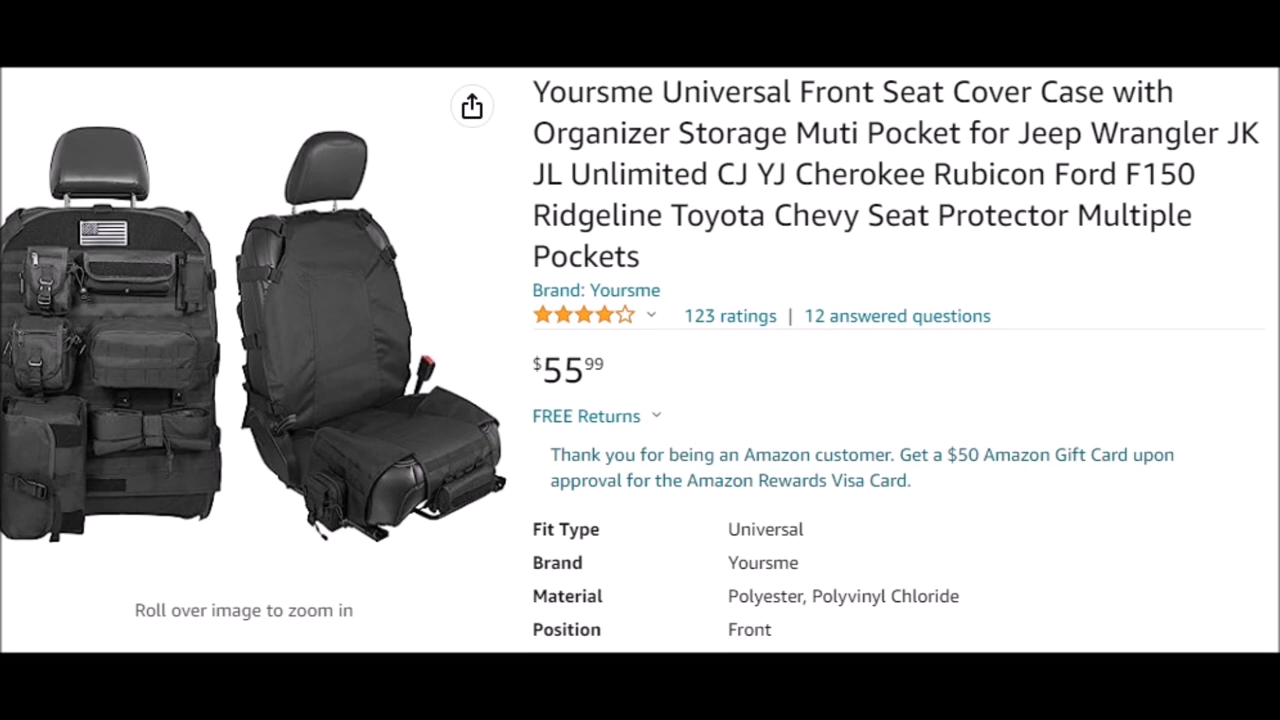 Yoursme Universal Front Seat Cover Case with
Organizer Storage Muti Pocket for Jeep Wrangler JK
JL Unlimited CJ YJ Cherokee Rubicon Ford F150
Ridgeline Toyota Chevy Seat Protector Multiple
Pockets
Brand: Yoursme
123 ratings | 12 answered questions
$55.99
FREE Returns
Thank you for being an Amazon customer. Get a $50 Amazon Gift Card upon
approval for the Amazon Rewards Visa Card.
Fit Type Universal
Brand Yoursme
Material Polyester, Polyvinyl Chloride
Position Front
Roll over image to zoom in